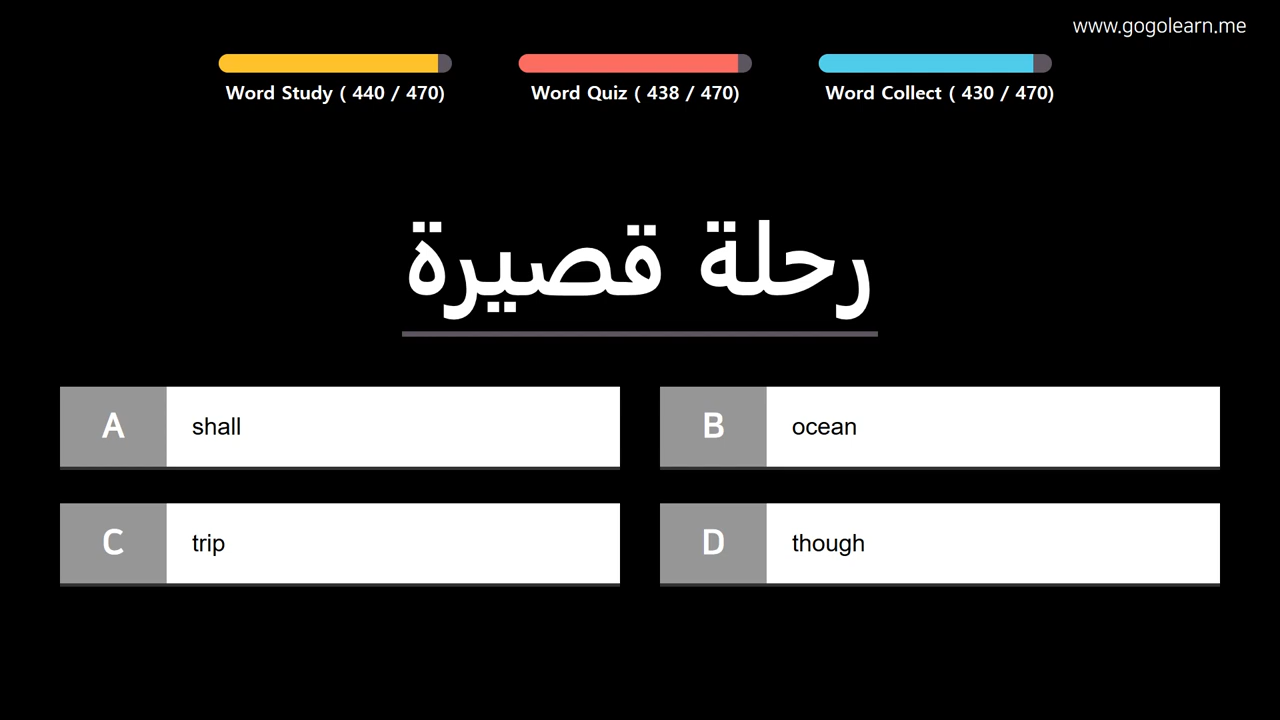 www.gogolearn.me
Word Study ( 440 / 470)
Word Quiz ( 438 / 470)
Word Collect ( 430 / 470)
رحلة قصيرة
A shall
B ocean
C trip
D though